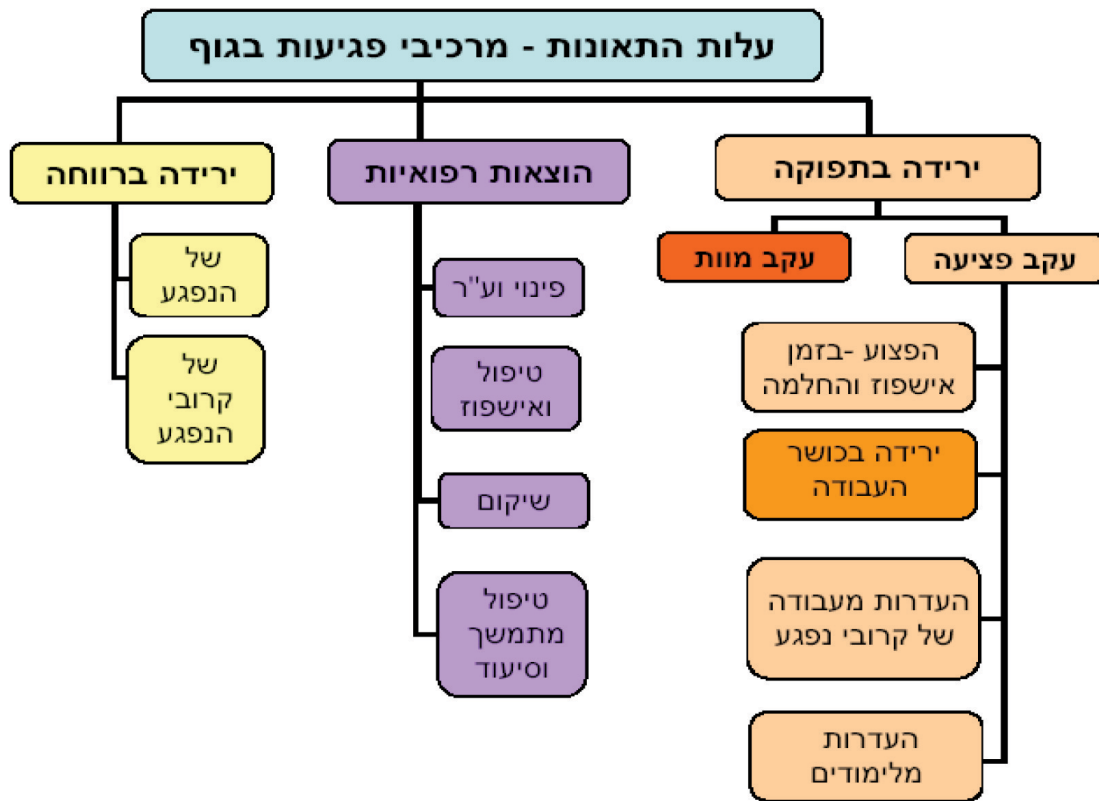 עלות התאונות - מרכיבי פגיעות בגוף
ירידה בתפוקה
עקב פציעה
הפצוע -בזמן
אישפוז והחלמה
ירידה בכושר
העבודה
העדרות מעבודה
של קרובי נפגע
העדרות
מלימודים
עקב מוות
הוצאות רפואיות
פינוי וע"ר
טיפול
ואישפוז
שיקום
טיפול
מתמשך
וסיעוד
ירידה ברווחה
של
הנפגע
של
קרובי
הנפגע